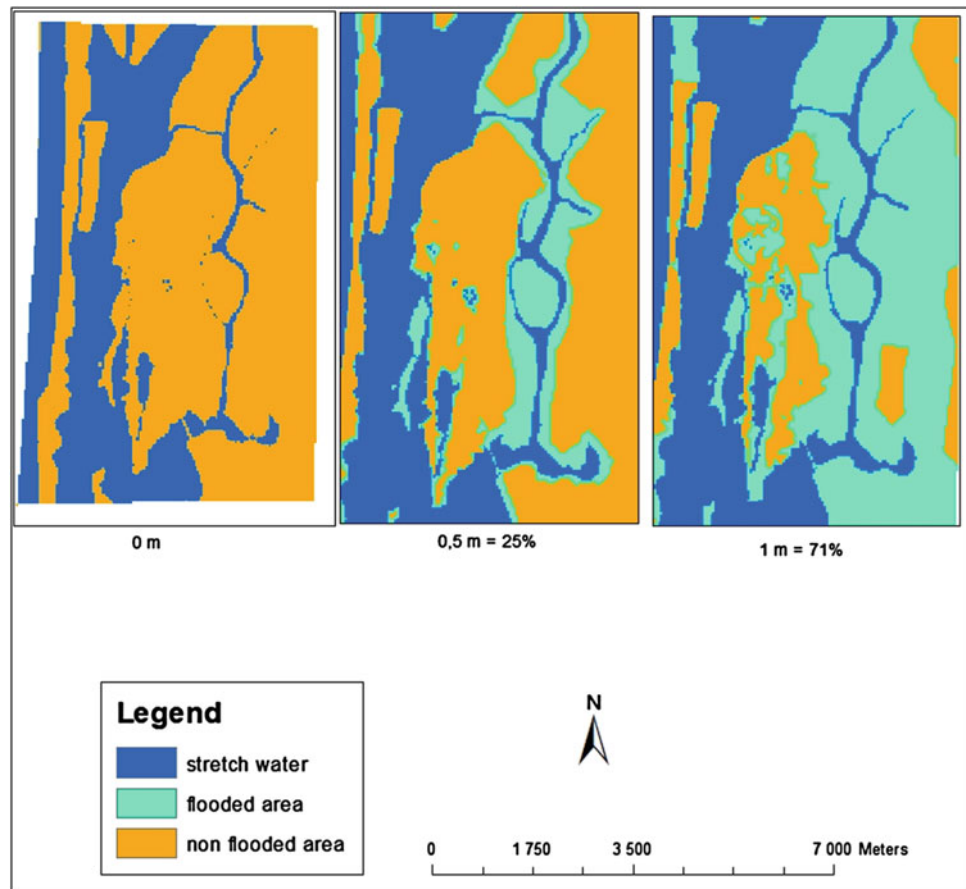 0 m
0,5 m = 25%
1 m = 71%
Legend
stretch water
flooded area
non flooded area
N
0 1 750 3 500 7 000 Meters